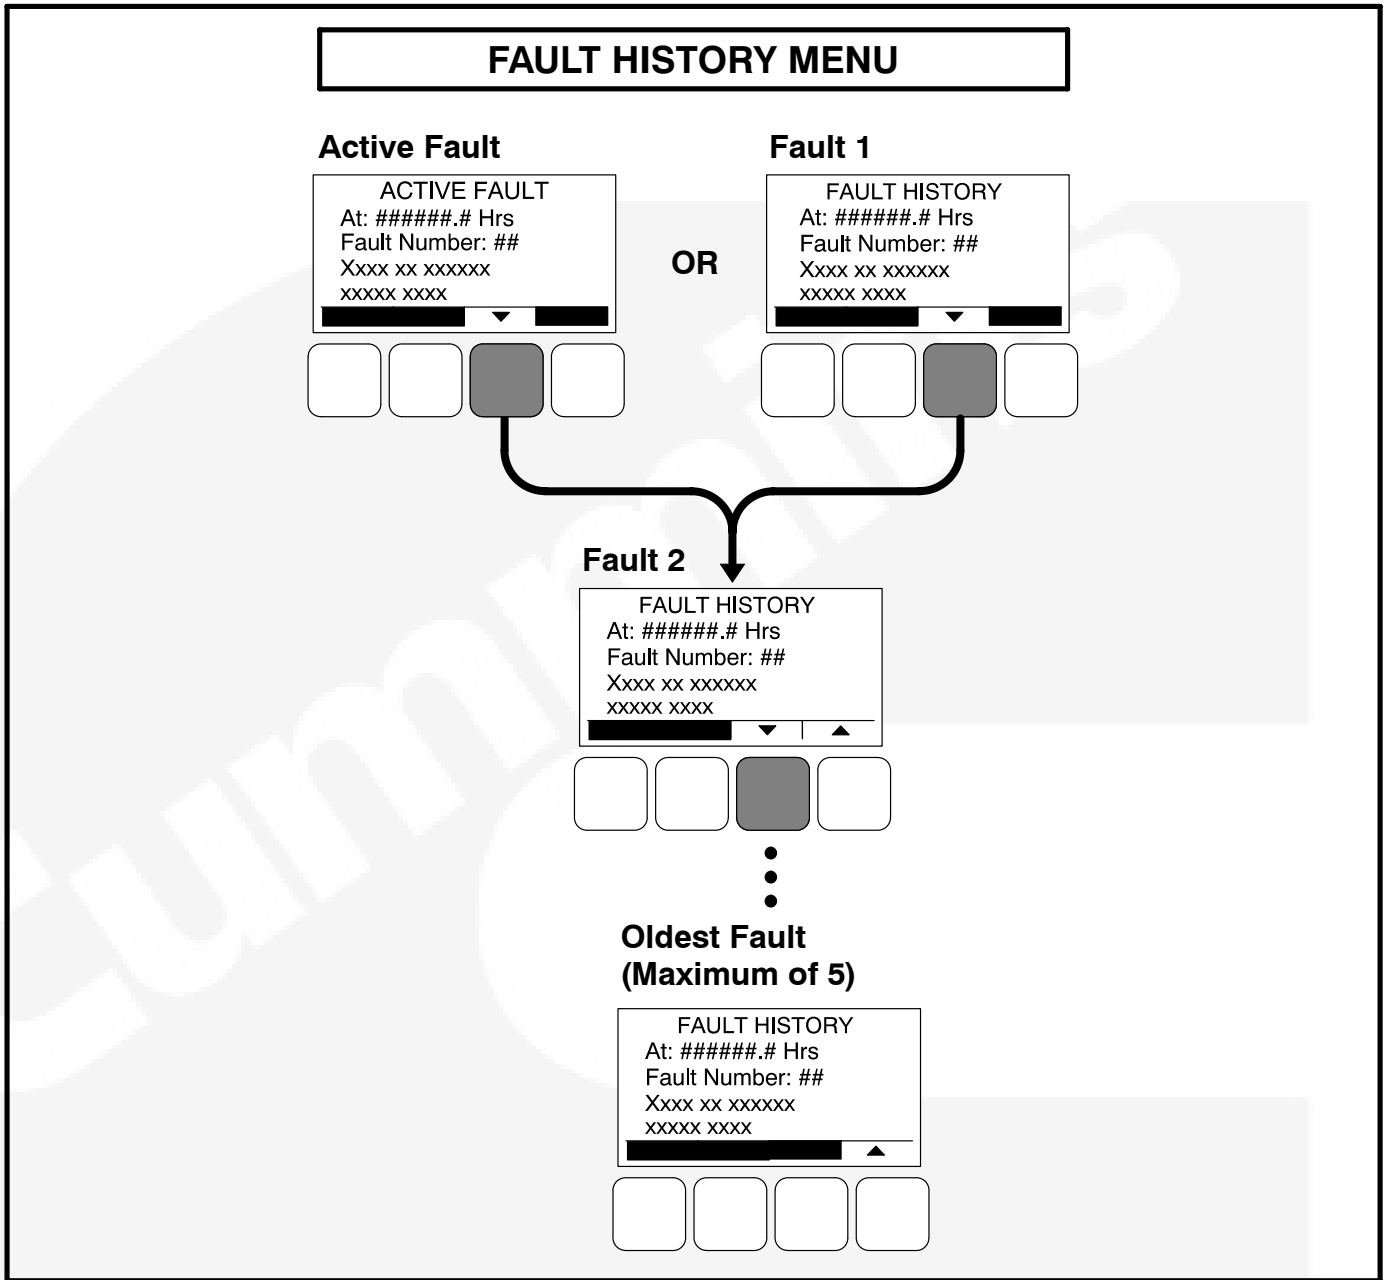 FAULT HISTORY MENU
Active Fault
ACTIVE FAULT
At: ######.# Hrs
Fault Number: ##
Xxxx xx xxxxxx
xxxxx xxxx
OR
Fault 1
FAULT HISTORY
At: ######.# Hrs
Fault Number: ##
Xxxx xx xxxxxx
xxxxx xxxx
Fault 2
FAULT HISTORY
At: ######.# Hrs
Fault Number: ##
Xxxx xx xxxxxx
xxxxx xxxx
Oldest Fault
(Maximum of 5)
FAULT HISTORY
At: ######.# Hrs
Fault Number: ##
Xxxx xx xxxxxx
xxxxx xxxx
Cummins